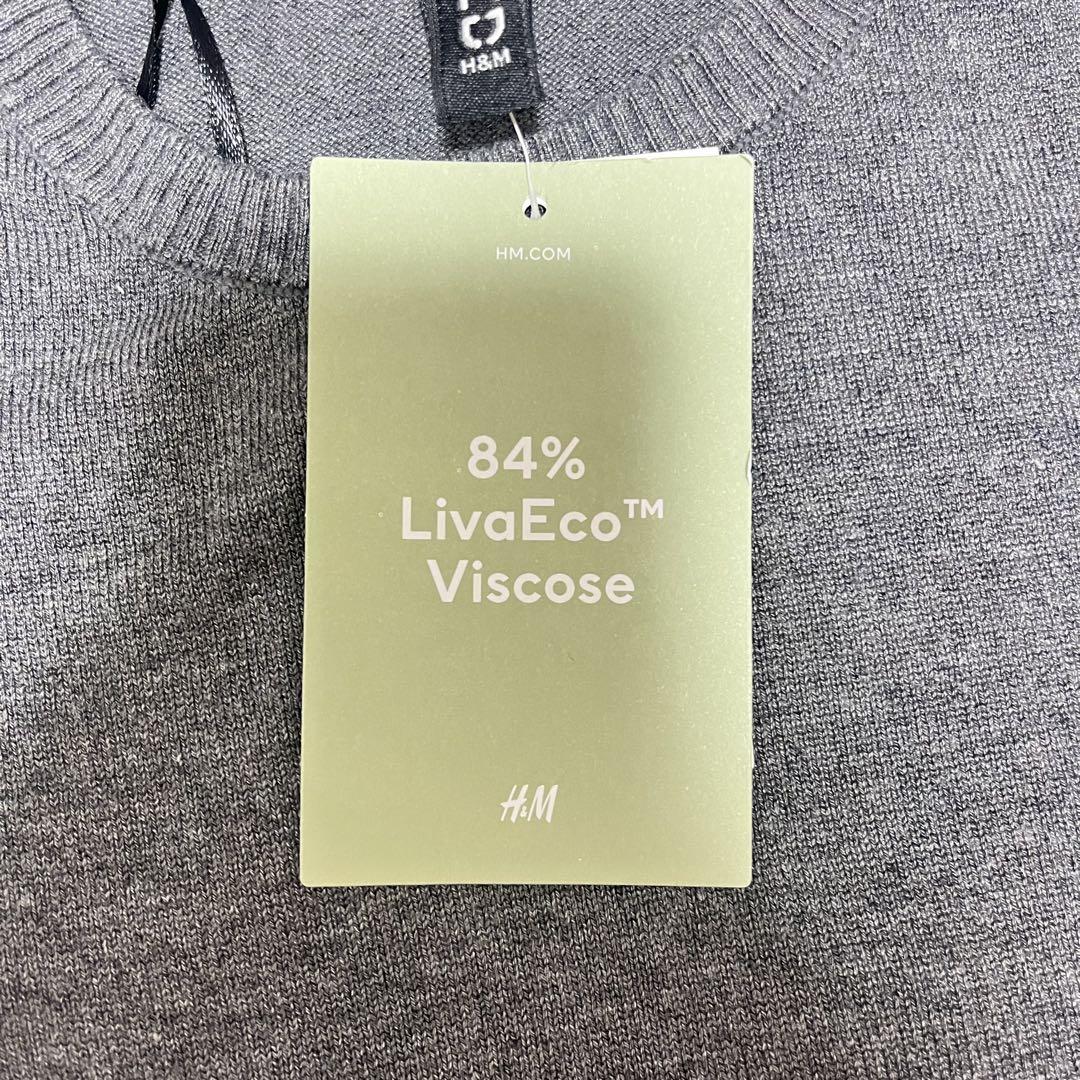 H&M
HM.COM
84%
LivaEco™
Viscose
H&M